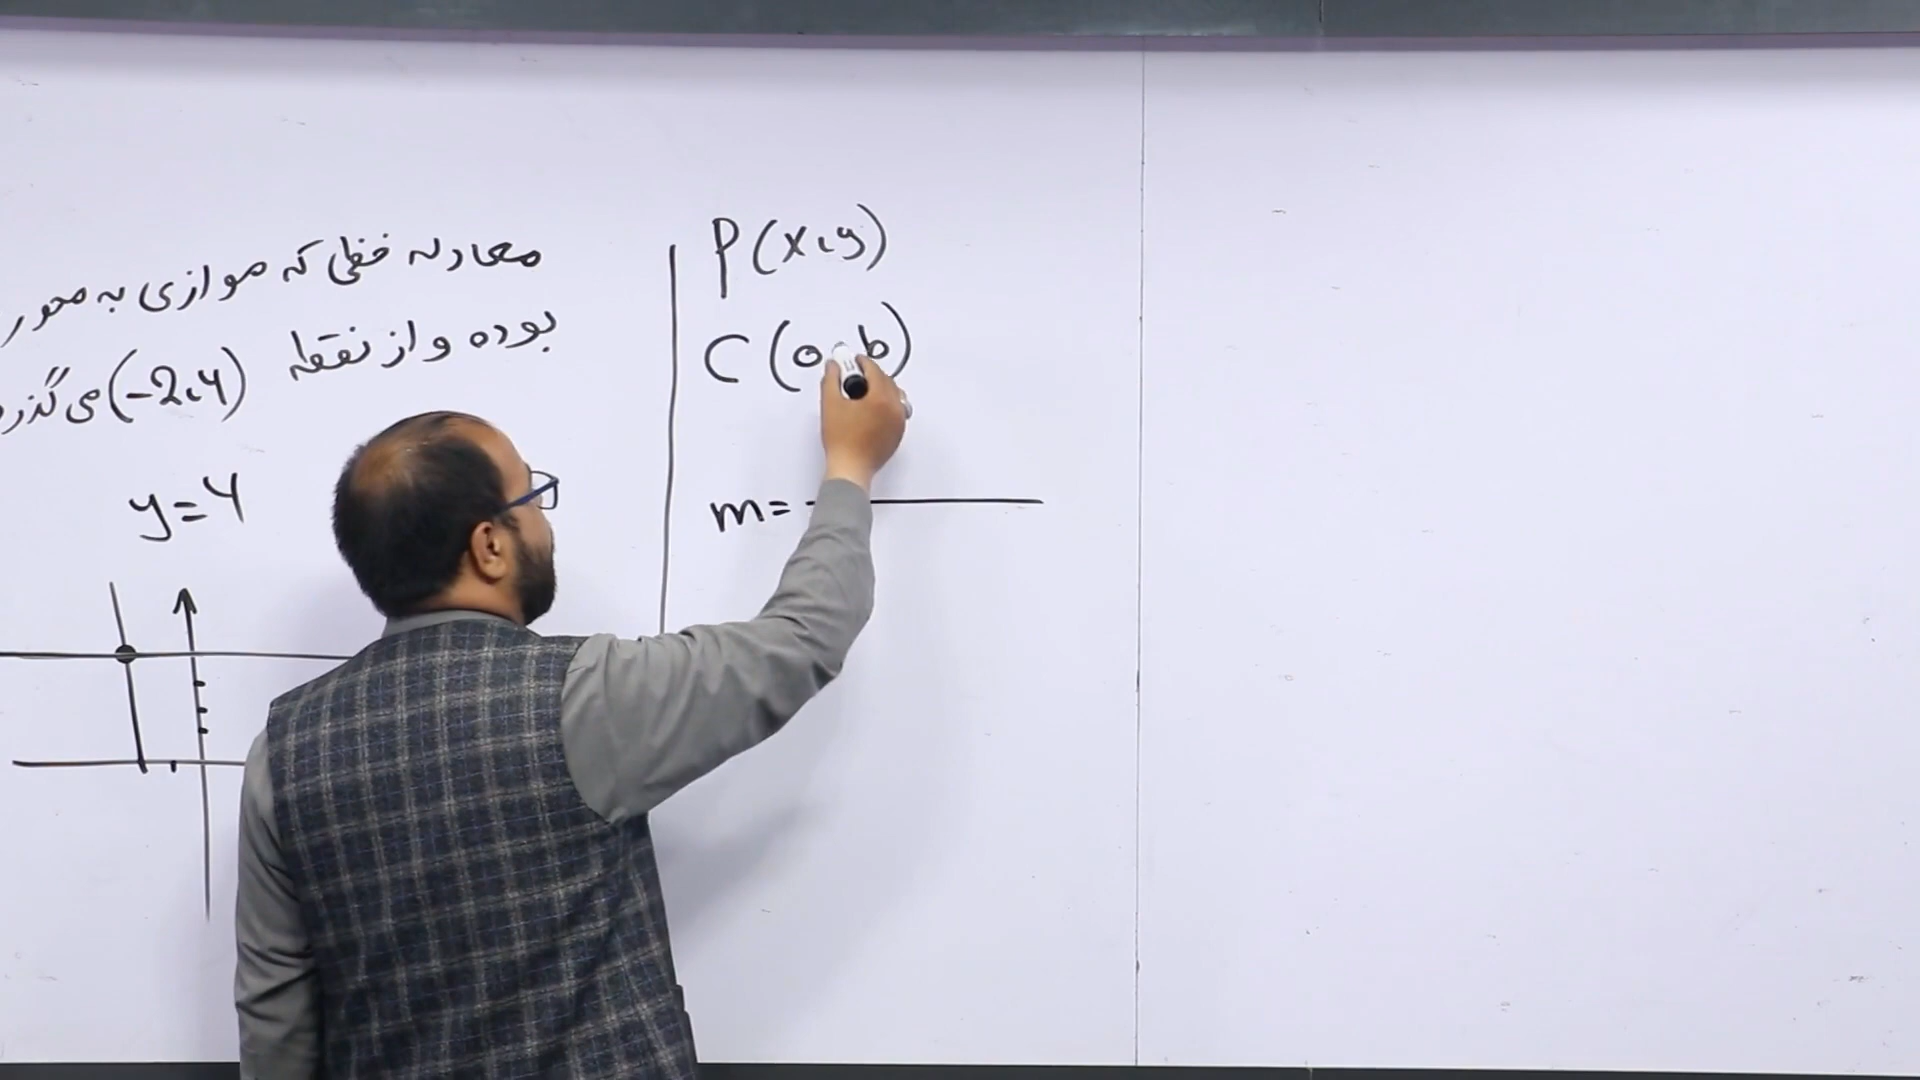 معادله خطی که موازی به محور
بوده و از نقطه (-2,4) می گذرد
y=4
P(x,y)
C(0,b)
m=